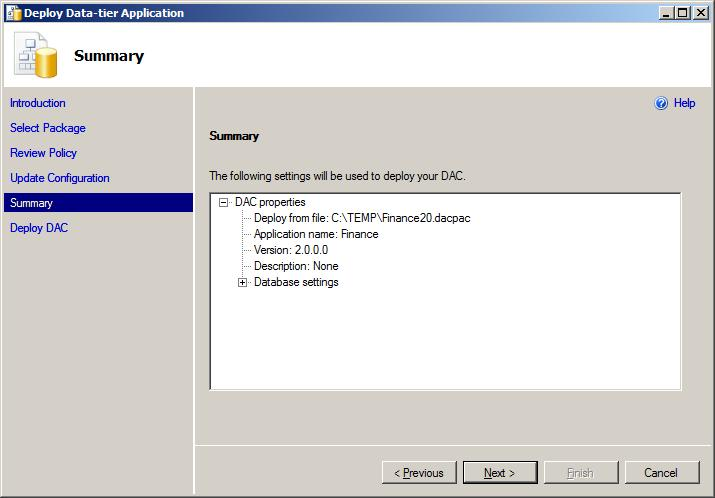 Deploy Data-tier Application
Summary
Introduction
Select Package
Review Policy
Update Configuration
Summary
Deploy DAC
Help
Summary
The following settings will be used to deploy your DAC.
DAC properties
Deploy from file: C:\TEMP\Finance20.dacpac
Application name: Finance
Version: 2.0.0.0
Description: None
Database settings
< Previous
Next >
Finish
Cancel